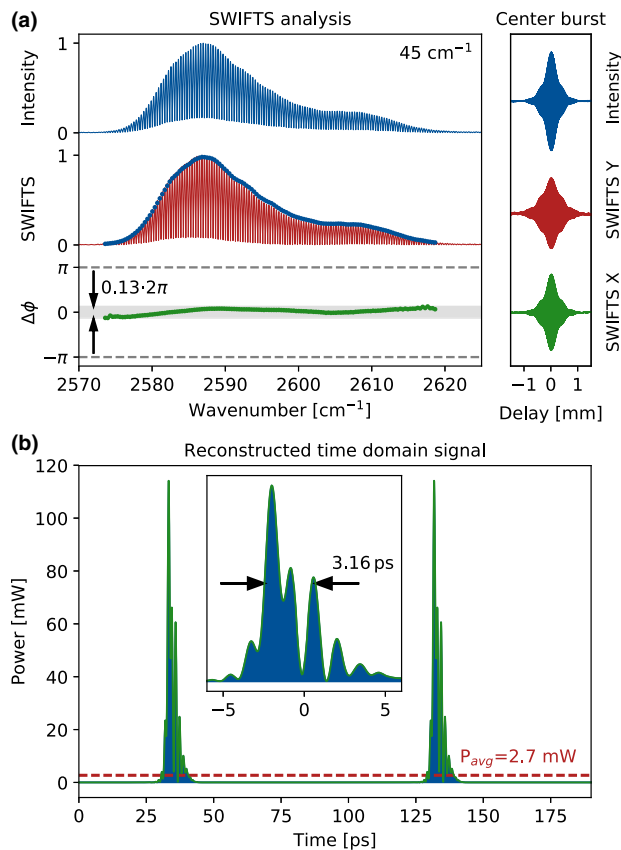 (a)
SWIFTS analysis
Center burst
1
45 cm⁻¹
Intensity
0
Intensity
1
SWIFTS
0
SWIFTS Y
π
0.13·2π
Δϕ
0
−π
SWIFTS X
2570 2580 2590 2600 2610 2620
Wavenumber [cm⁻¹]
−1 0 1
Delay [mm]
(b)
Reconstructed time domain signal
120
100
80
60
40
20
0
Power [mW]
3.16 ps
−5 0 5
P_avg=2.7 mW
0 25 50 75 100 125 150 175
Time [ps]